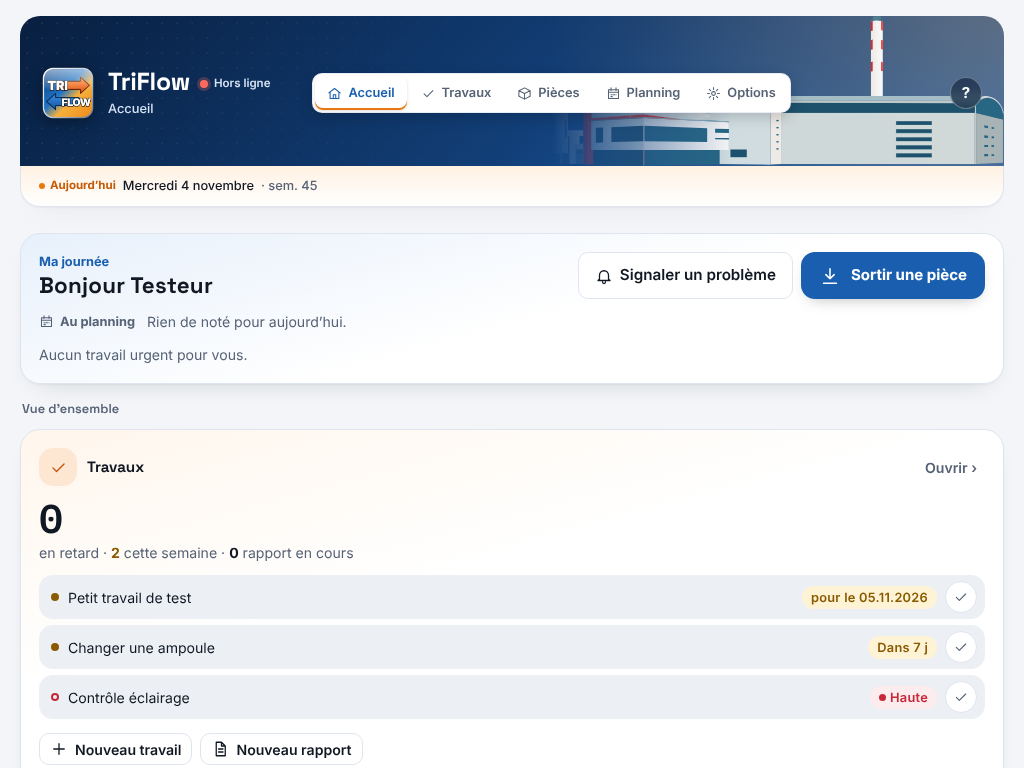 TRI
FLOW
TriFlow Hors ligne
Accueil
Accueil Travaux Pièces Planning Options
?
Aujourd’hui Mercredi 4 novembre · sem. 45
Ma journée
Bonjour Testeur
Signaler un problème Sortir une pièce
Au planning Rien de noté pour aujourd’hui.
Aucun travail urgent pour vous.
Vue d’ensemble
Travaux Ouvrir ›
0
en retard · 2 cette semaine · 0 rapport en cours
Petit travail de test pour le 05.11.2026
Changer une ampoule Dans 7 j
Contrôle éclairage Haute
Nouveau travail Nouveau rapport